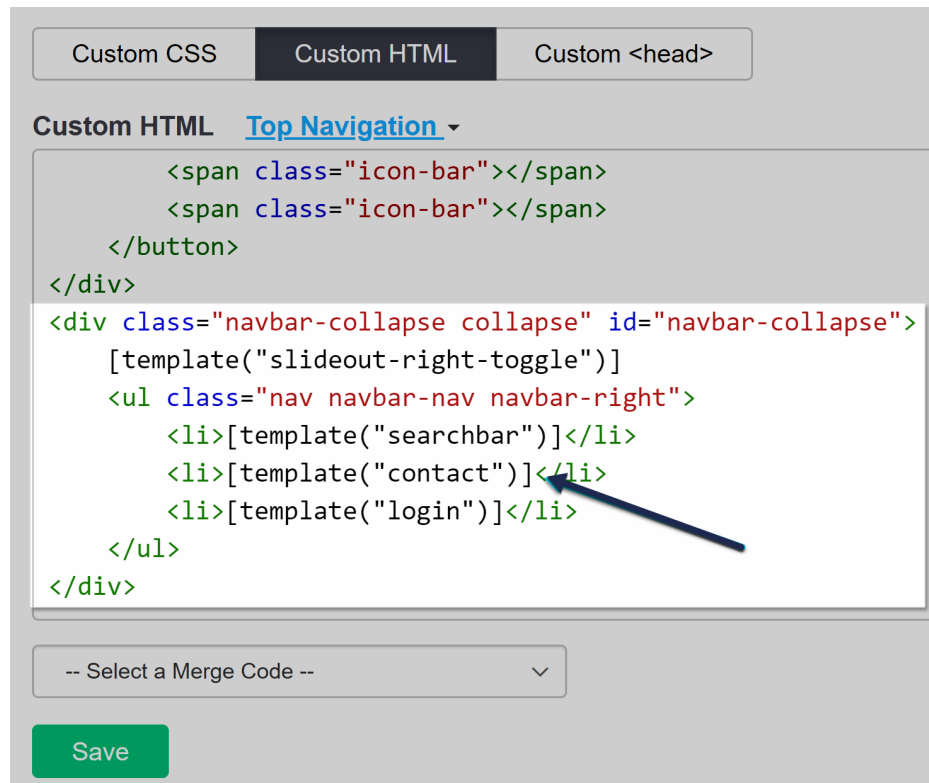 Custom CSS Custom HTML Custom <head>
Custom HTML Top Navigation
<span class="icon-bar"></span>
<span class="icon-bar"></span>
</button>
</div>
<div class="navbar-collapse collapse" id="navbar-collapse">
[template("slideout-right-toggle")]
<ul class="nav navbar-nav navbar-right">
<li>[template("searchbar")]</li>
<li>[template("contact")]</li>
<li>[template("login")]</li>
</ul>
</div>
-- Select a Merge Code --
Save